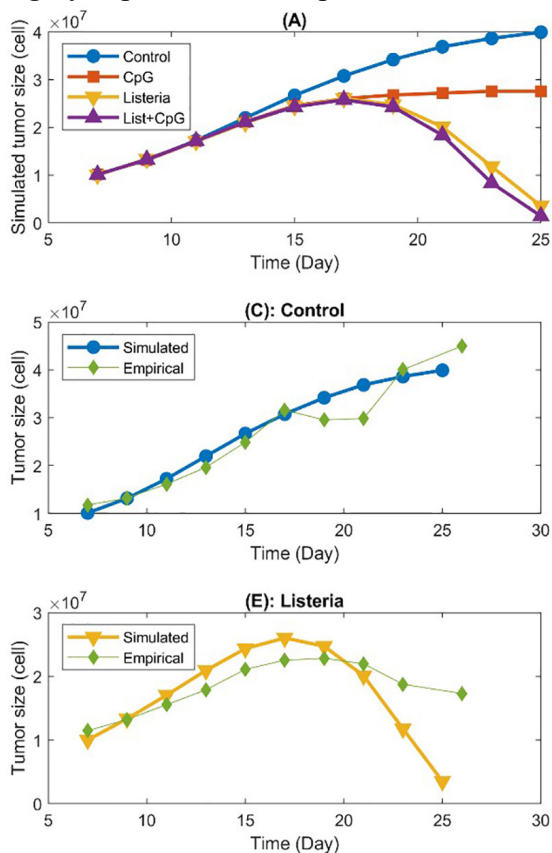 (A)
×10⁷
Simulated tumor size (cell)
4
3
2
1
0
Control
CpG
Listeria
List+CpG
5
10
15
20
25
Time (Day)
(C): Control
×10⁷
Tumor size (cell)
5
4
3
2
1
Simulated
Empirical
5
10
15
20
25
30
Time (Day)
(E): Listeria
×10⁷
Tumor size (cell)
3
2
1
0
Simulated
Empirical
5
10
15
20
25
30
Time (Day)